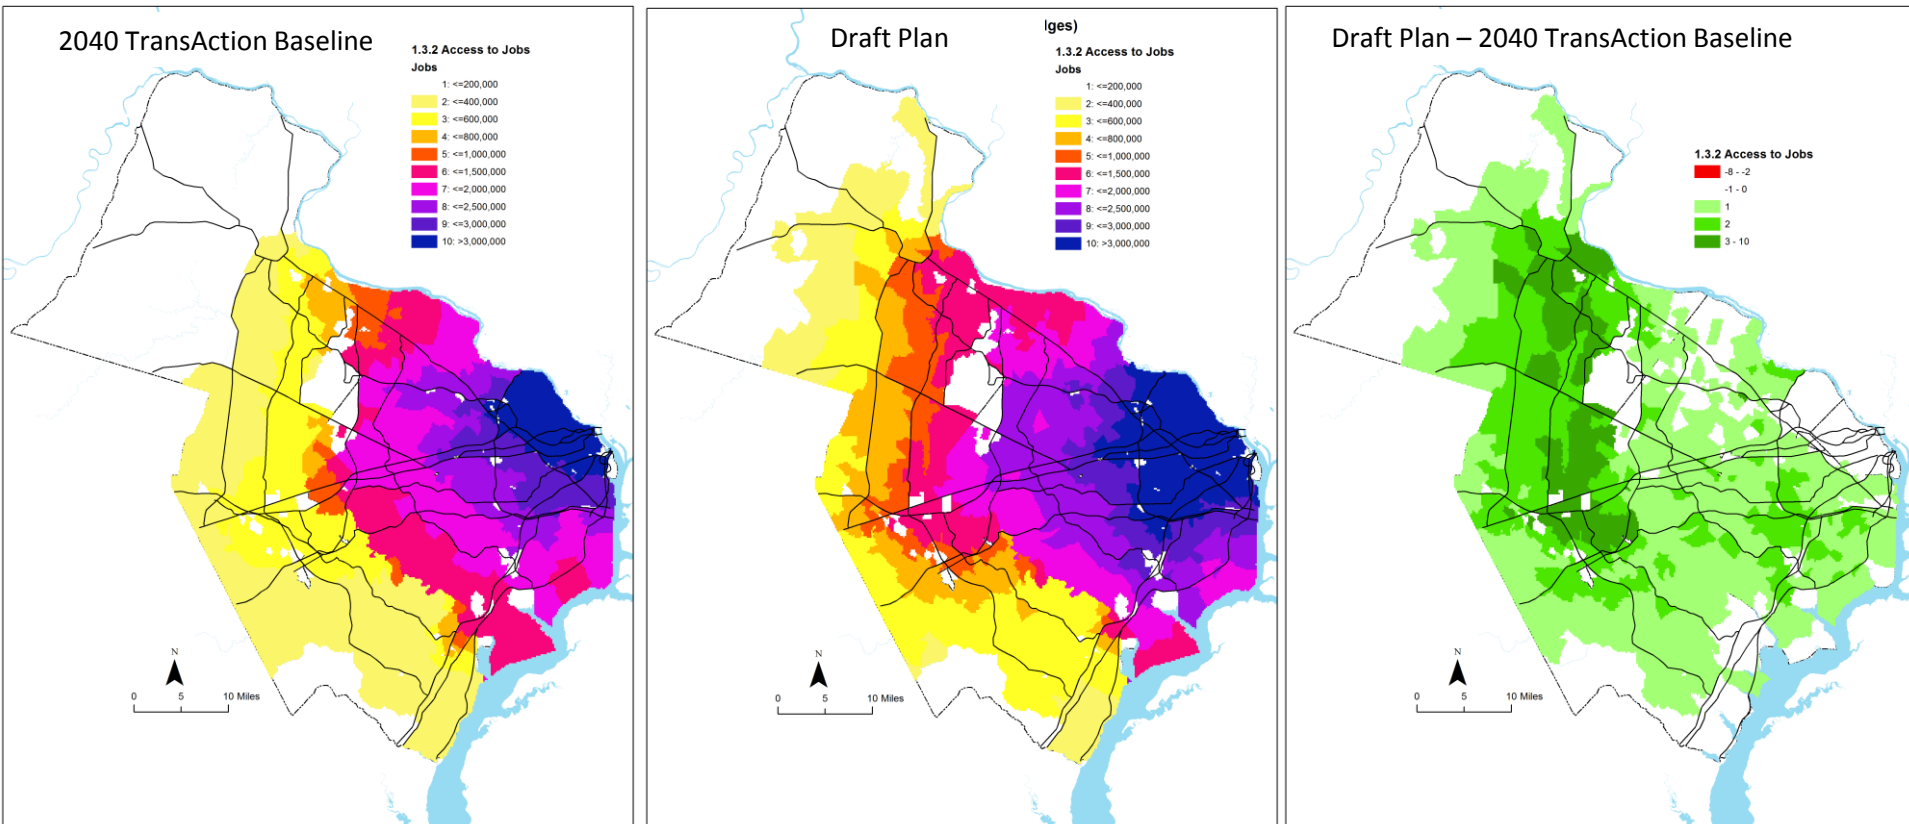 2040 TransAction Baseline
1.3.2 Access to Jobs
Jobs
1: <=200,000
2: <=400,000
3: <=600,000
4: <=800,000
5: <=1,000,000
6: <=1,500,000
7: <=2,000,000
8: <=2,500,000
9: <=3,000,000
10: >3,000,000
N
0 5 10 Miles
Draft Plan
lges)
1.3.2 Access to Jobs
Jobs
1: <=200,000
2: <=400,000
3: <=600,000
4: <=800,000
5: <=1,000,000
6: <=1,500,000
7: <=2,000,000
8: <=2,500,000
9: <=3,000,000
10: >3,000,000
N
0 5 10 Miles
Draft Plan – 2040 TransAction Baseline
1.3.2 Access to Jobs
-8 - -2
-1 - 0
1
2
3 - 10
N
0 5 10 Miles